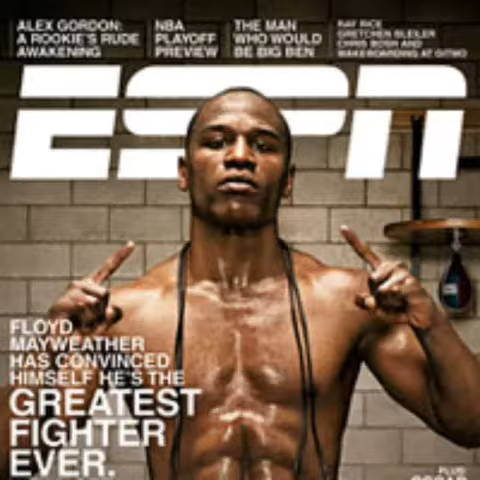 ALEX GORDON:
A ROOKIE'S RUDE
AWAKENING
NBA
PLAYOFF
PREVIEW
THE MAN
WHO WOULD
BE BIG BEN
RAY RICE
GRETCHEN BLEILER
CHRIS BOSH AND
WAKEBOARDING AT GITMO
ESPN
FLOYD
MAYWEATHER
HAS CONVINCED
HIMSELF HE'S THE
GREATEST
FIGHTER
EVER.
PLUS:
OSCAR